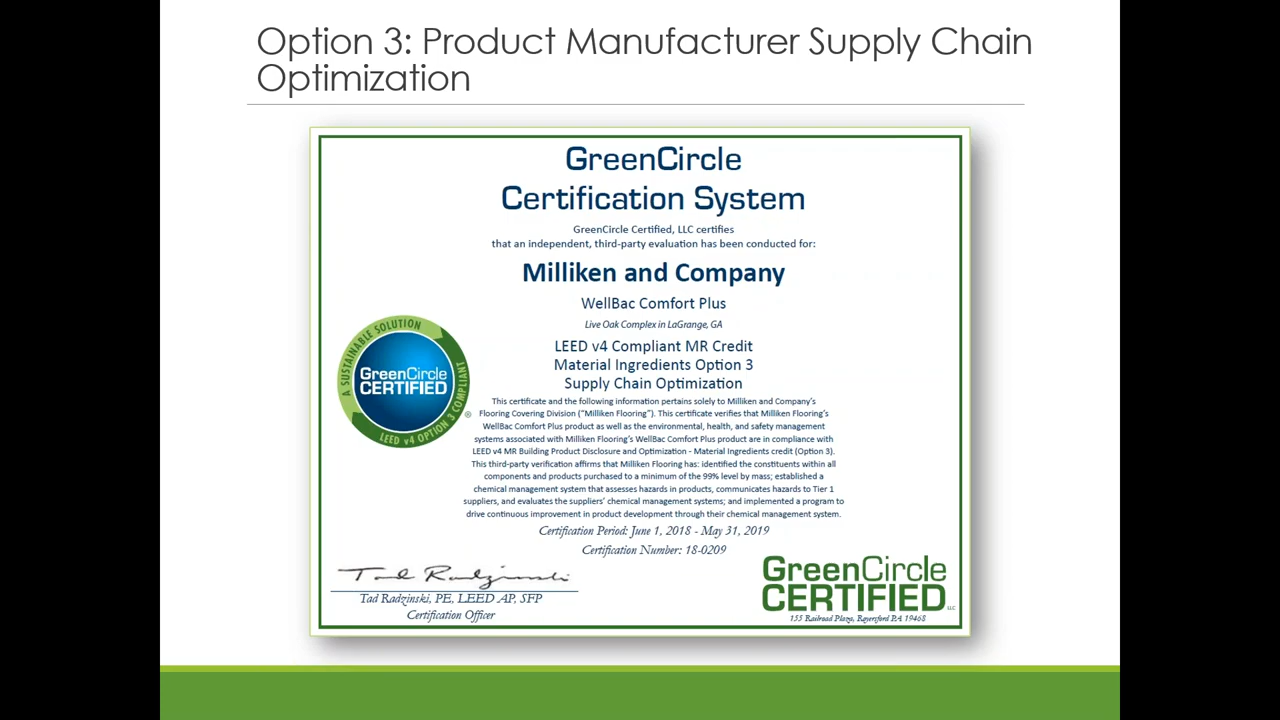 Option 3: Product Manufacturer Supply Chain
Optimization
GreenCircle
Certification System
GreenCircle Certified, LLC certifies
that an independent, third-party evaluation has been conducted for:
Milliken and Company
WellBac Comfort Plus
Live Oak Complex in LaGrange, GA
LEED v4 Compliant MR Credit
Material Ingredients Option 3
Supply Chain Optimization
This certificate and the following information pertains solely to Milliken and Company's
Flooring Covering Division ("Milliken Flooring"). This certificate verifies that Milliken Flooring's
WellBac Comfort Plus product as well as the environmental, health, and safety management
systems associated with Milliken Flooring's WellBac Comfort Plus product are in compliance with
LEED v4 MR Building Product Disclosure and Optimization - Material Ingredients credit (Option 3).
This third-party verification affirms that Milliken Flooring has: identified the constituents within all
components and products purchased to a minimum of the 99% level by mass; established a
chemical management system that assesses hazards in products, communicates hazards to Tier 1
suppliers, and evaluates the suppliers' chemical management systems; and implemented a program to
drive continuous improvement in product development through their chemical management system.
Certification Period: June 1, 2018 - May 31, 2019
Certification Number: 18-0209
A SUSTAINABLE SOLUTION
GreenCircle
CERTIFIED
®
LEED v4 OPTION 3 COMPLIANT
Tad Radzinski
Tad Radzinski, PE, LEED AP, SFP
Certification Officer
GreenCircle
CERTIFIED LLC
155 Railroad Plaza, Royersford PA 19468